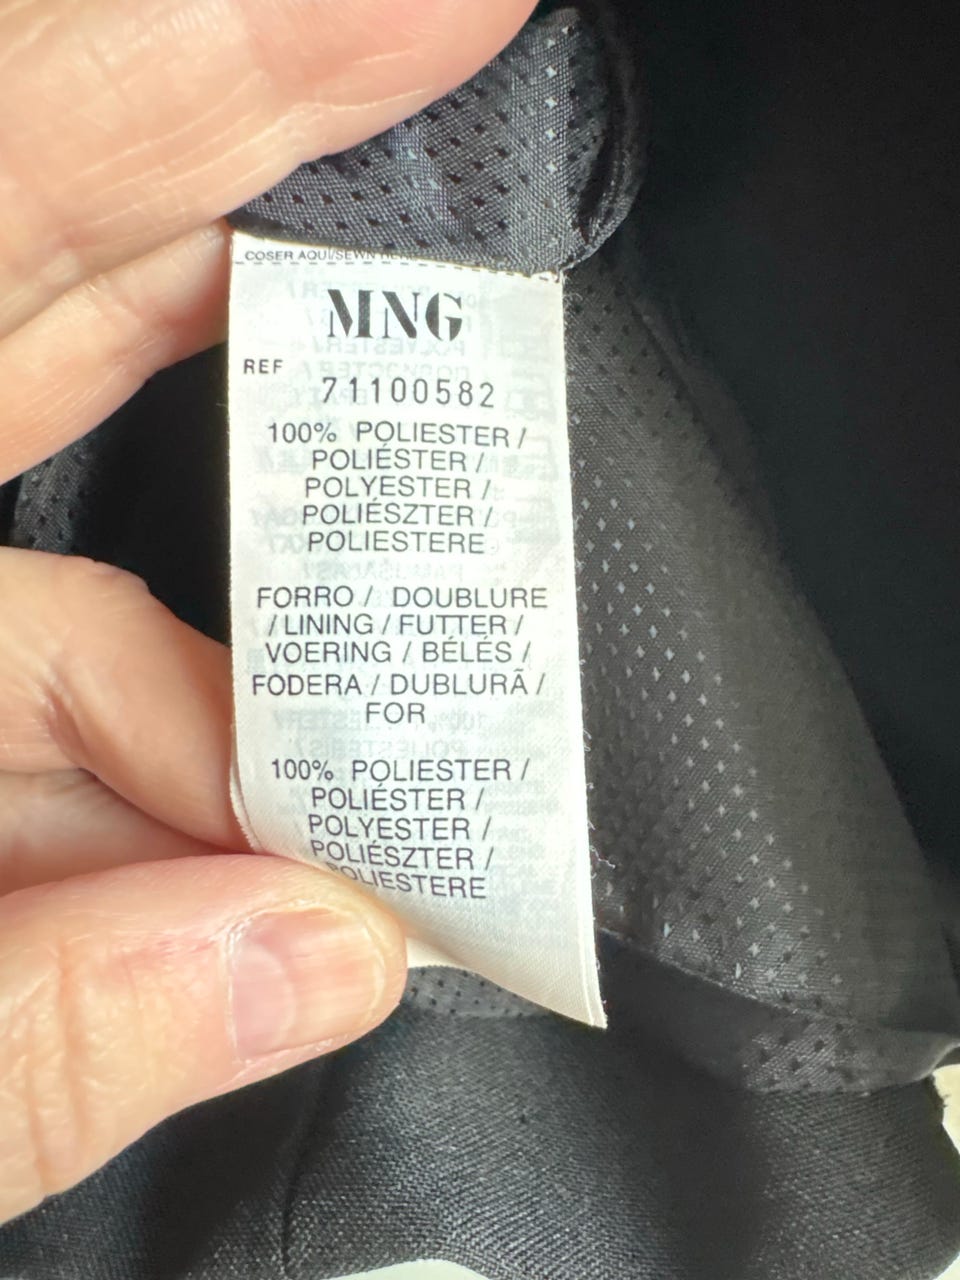 COSER AQUI/SEWN HERE
MNG
REF
71100582
100% POLIESTER /
POLIÉSTER /
POLYESTER /
POLIÉSZTER /
POLIESTERE
FORRO / DOUBLURE
/ LINING / FUTTER /
VOERING / BÉLÉS /
FODERA / DUBLURÃ /
FOR
100% POLIESTER /
POLIÉSTER /
POLYESTER /
POLIÉSZTER /
POLIESTERE